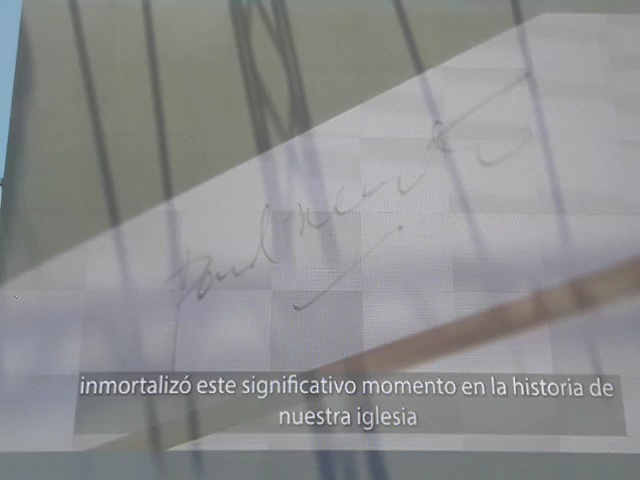 inmortalizó este significativo momento en la historia de
nuestra iglesia